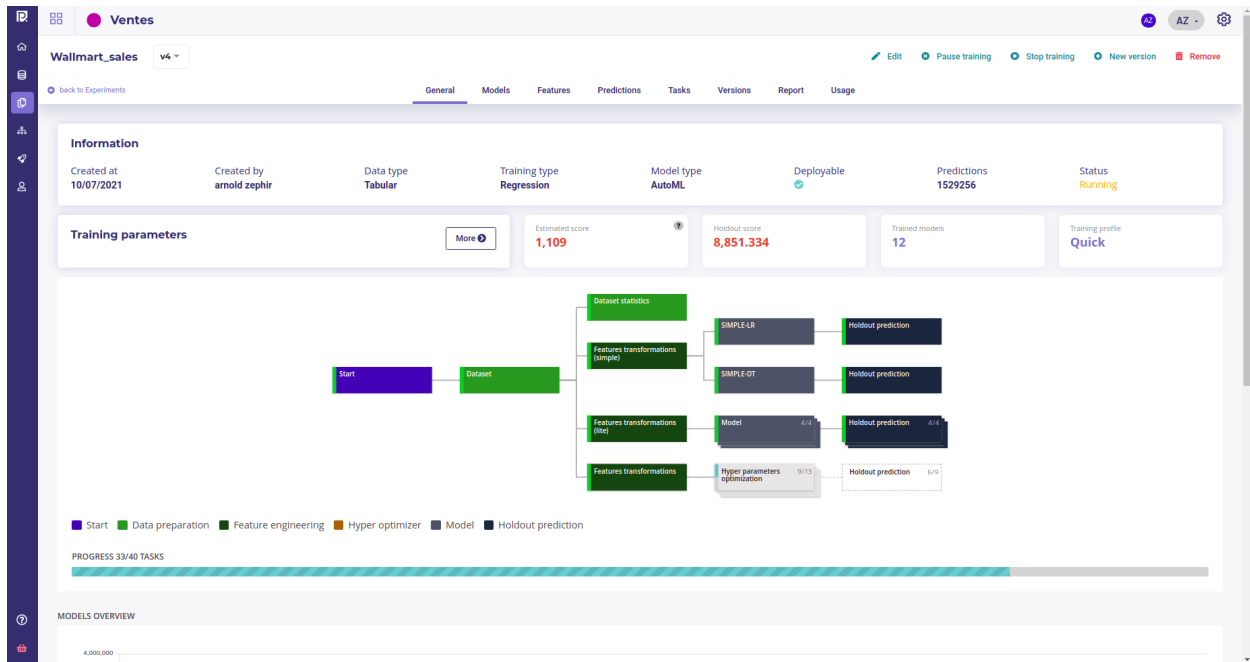 Ventes
AZ
AZ
Wallmart_sales
v4
Edit
Pause training
Stop training
New version
Remove
back to Experiments
General
Models
Features
Predictions
Tasks
Versions
Report
Usage
Information
Created at
10/07/2021
Created by
arnold zephir
Data type
Tabular
Training type
Regression
Model type
AutoML
Deployable
Predictions
1529256
Status
Running
Training parameters
More
Estimated score
?
1,109
Holdout score
8,851.334
Trained models
12
Training profile
Quick
Start
Dataset
Dataset statistics
Features transformations
(simple)
SIMPLE-LR
Holdout prediction
SIMPLE-DT
Holdout prediction
Features transformations
(lite)
Model 4/4
Holdout prediction 4/4
Features transformations
Hyper parameters 9/13
optimization
Holdout prediction 6/9
Start
Data preparation
Feature engineering
Hyper optimizer
Model
Holdout prediction
PROGRESS 33/40 TASKS
MODELS OVERVIEW
4,000,000